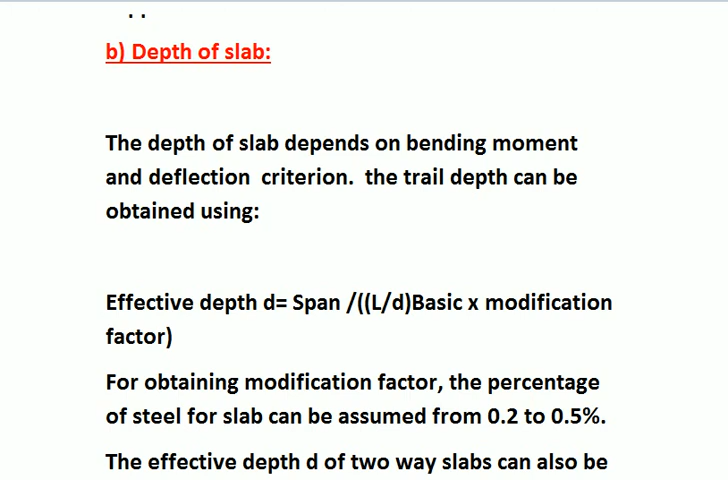 b) Depth of slab:
The depth of slab depends on bending moment
and deflection  criterion.  the trail depth can be
obtained using:
Effective depth d= Span /((L/d)Basic x modification
factor)
For obtaining modification factor, the percentage
of steel for slab can be assumed from 0.2 to 0.5%.
The effective depth d of two way slabs can also be